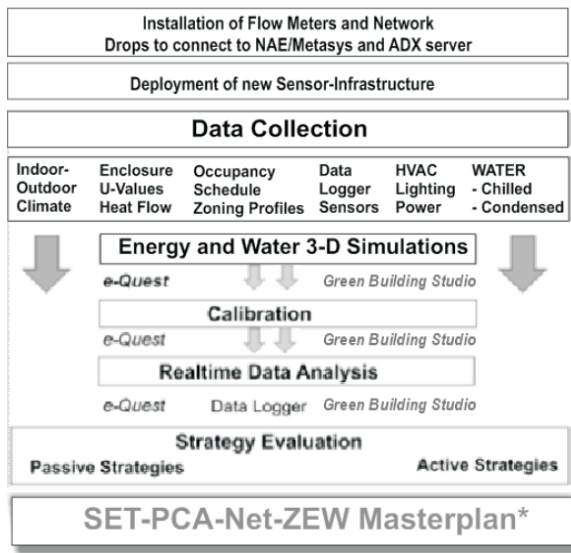 Installation of Flow Meters and Network
Drops to connect to NAE/Metasys and ADX server
Deployment of new Sensor-Infrastructure
Data Collection
Indoor- Enclosure Occupancy Data HVAC WATER
Outdoor U-Values Schedule Logger Lighting - Chilled
Climate Heat Flow Zoning Profiles Sensors Power - Condensed
Energy and Water 3-D Simulations
e-Quest Green Building Studio
Calibration
e-Quest Green Building Studio
Realtime Data Analysis
e-Quest Data Logger Green Building Studio
Strategy Evaluation
Passive Strategies Active Strategies
SET-PCA-Net-ZEW Masterplan*